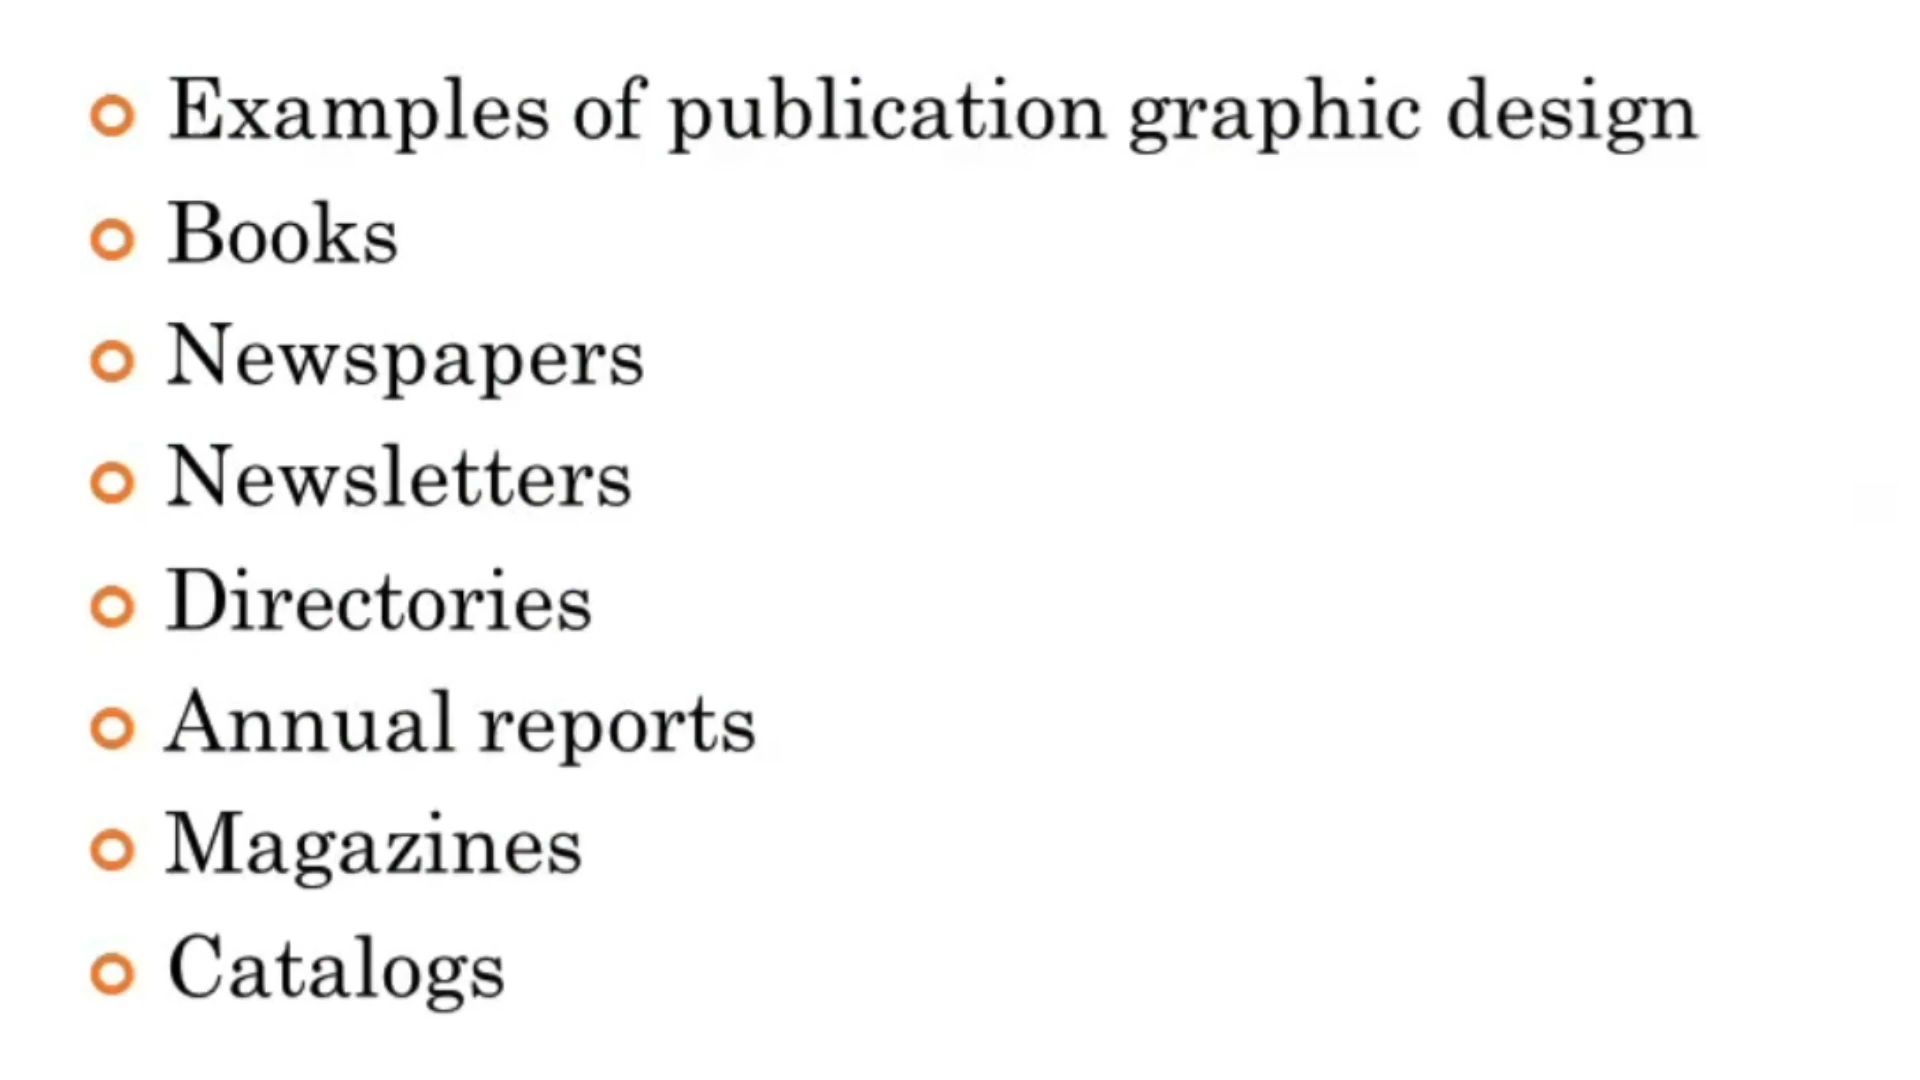 Examples of publication graphic design
Books
Newspapers
Newsletters
Directories
Annual reports
Magazines
Catalogs